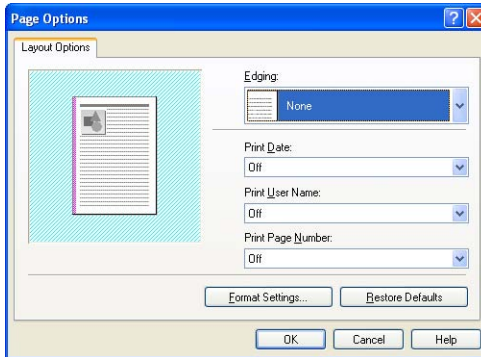 Page Options
Layout Options
Edging:
None
Print Date:
Off
Print User Name:
Off
Print Page Number:
Off
Format Settings...
Restore Defaults
OK
Cancel
Help